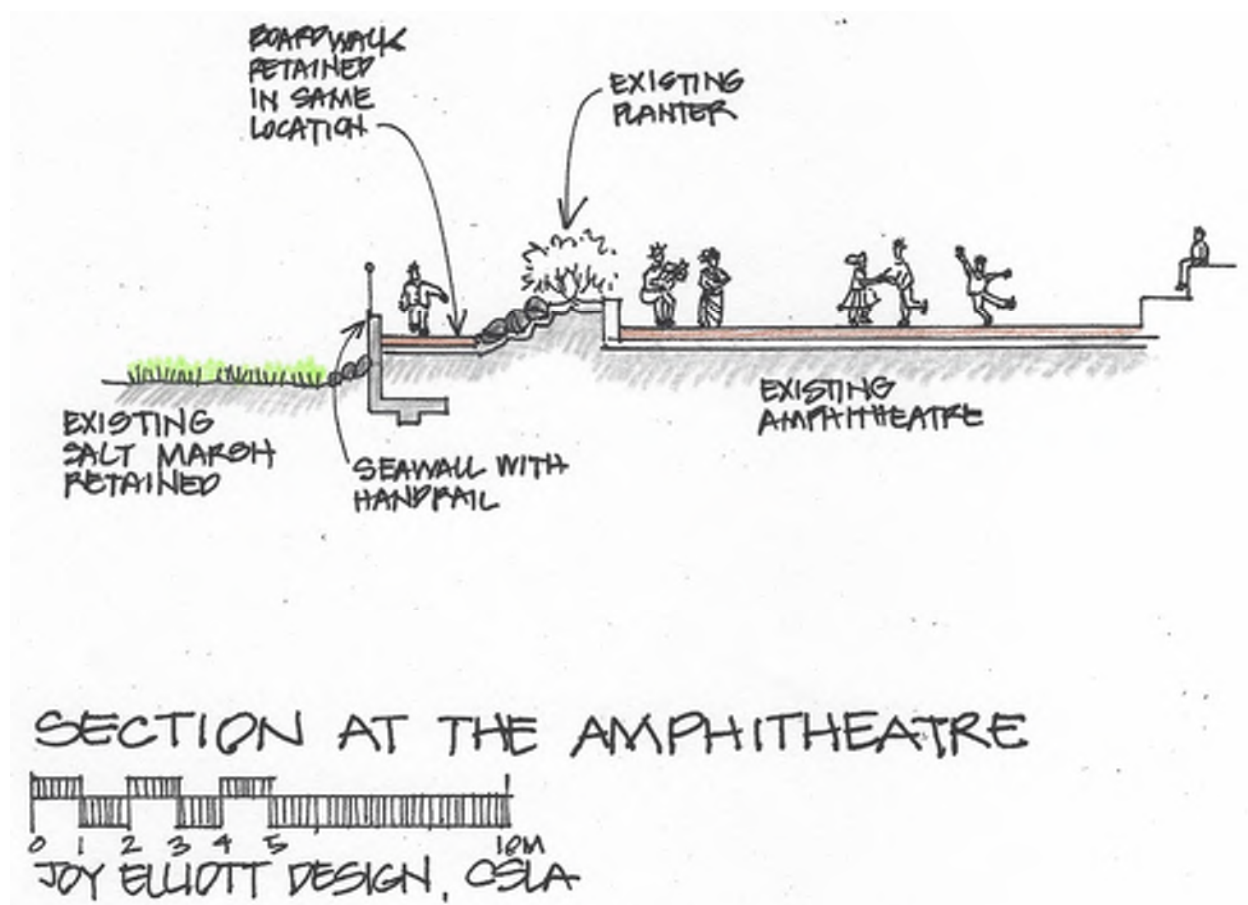 BOARDWALK
RETAINED
IN SAME
LOCATION
EXISTING
PLANTER
EXISTING
AMPHITHEATRE
EXISTING
SALT MARSH
RETAINED
SEAWALL WITH
HANDRAIL
SECTION AT THE AMPHITHEATRE
0 1 2 3 4 5 10M
JOY ELLIOTT DESIGN, CSLA